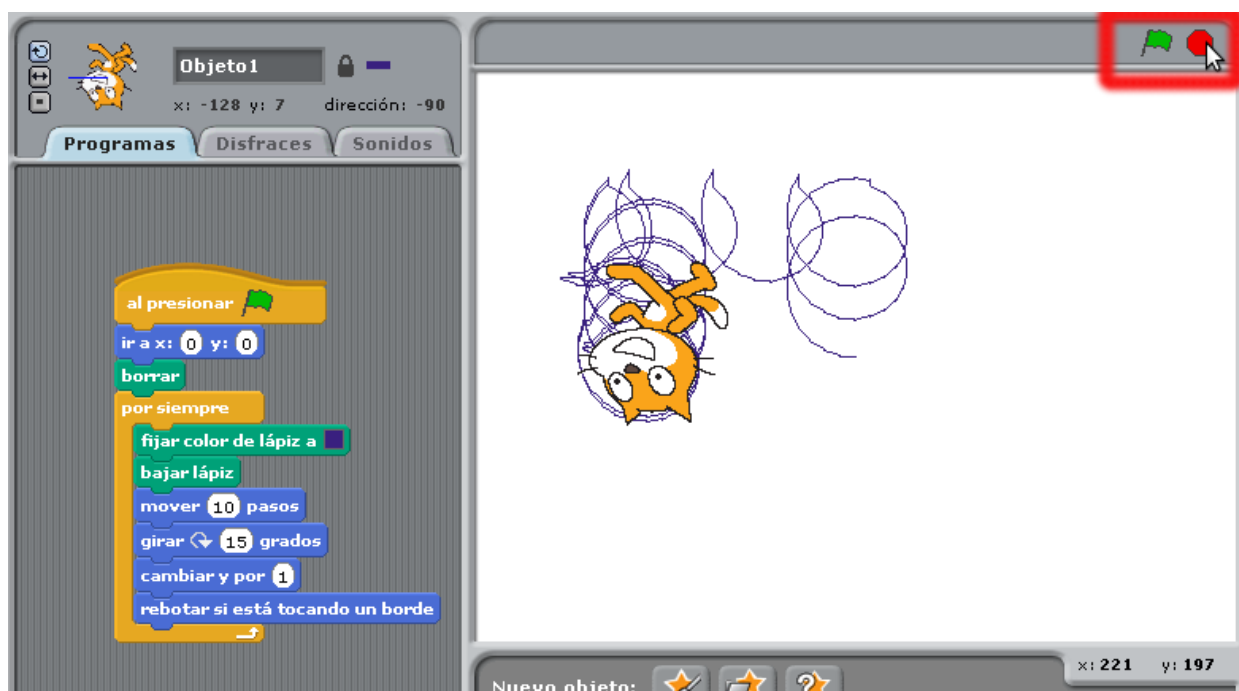 Objeto1
x: -128 y: 7 dirección: -90
Programas Disfraces Sonidos
al presionar
ir a x: 0 y: 0
borrar
por siempre
fijar color de lápiz a
bajar lápiz
mover 10 pasos
girar 15 grados
cambiar y por 1
rebotar si está tocando un borde
x: 221 y: 197
Nuevo objeto: